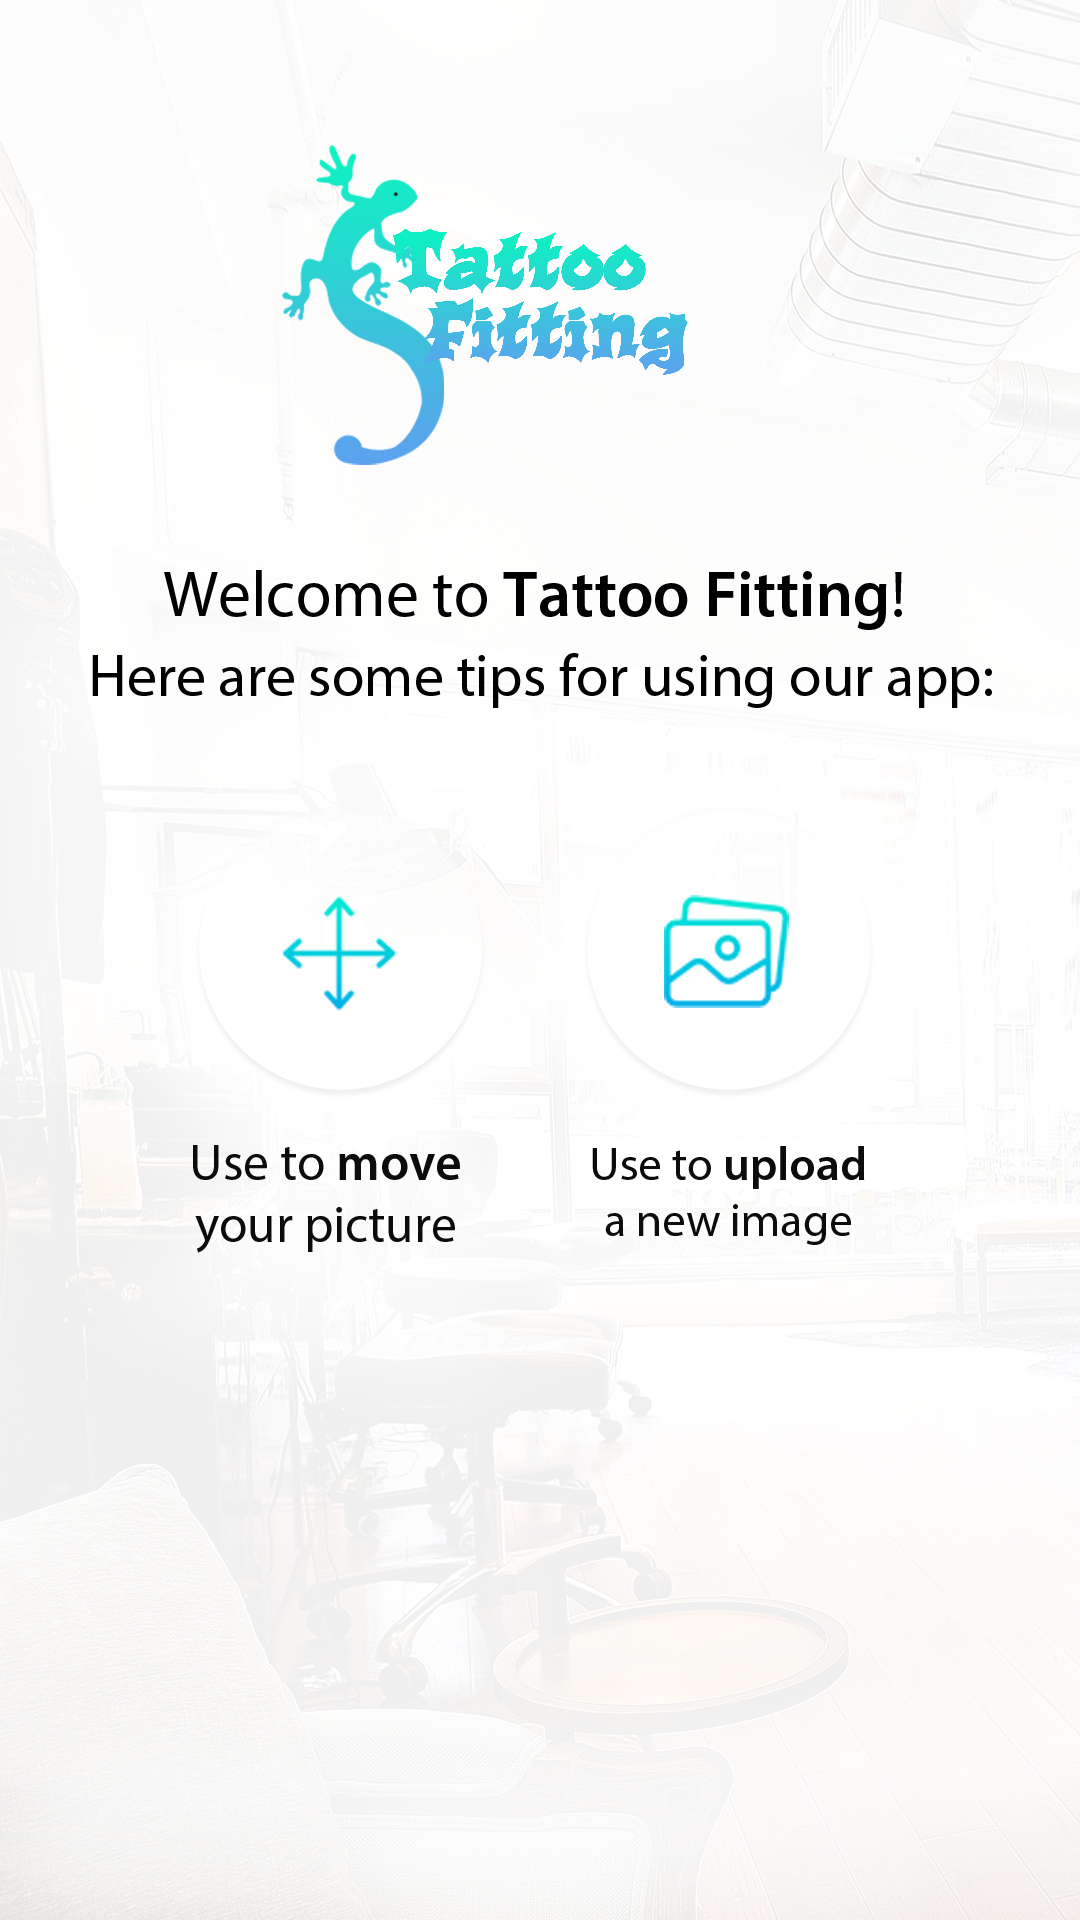 Tattoo
Fitting
Welcome to Tattoo Fitting!
Here are some tips for using our app:
Use to move
your picture
Use to upload
a new image